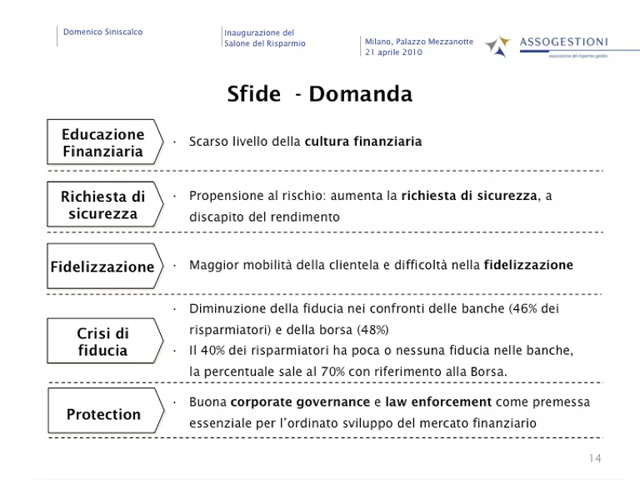 Domenico Siniscalco
Inaugurazione del
Salone del Risparmio
Milano, Palazzo Mezzanotte
21 aprile 2010
ASSOGESTIONI
associazione del risparmio gestito
Sfide - Domanda
Educazione
Finanziaria
· Scarso livello della cultura finanziaria
Richiesta di
sicurezza
· Propensione al rischio: aumenta la richiesta di sicurezza, a
discapito del rendimento
Fidelizzazione
· Maggior mobilità della clientela e difficoltà nella fidelizzazione
Crisi di
fiducia
· Diminuzione della fiducia nei confronti delle banche (46% dei
risparmiatori) e della borsa (48%)
· Il 40% dei risparmiatori ha poca o nessuna fiducia nelle banche,
la percentuale sale al 70% con riferimento alla Borsa.
Protection
· Buona corporate governance e law enforcement come premessa
essenziale per l'ordinato sviluppo del mercato finanziario
14